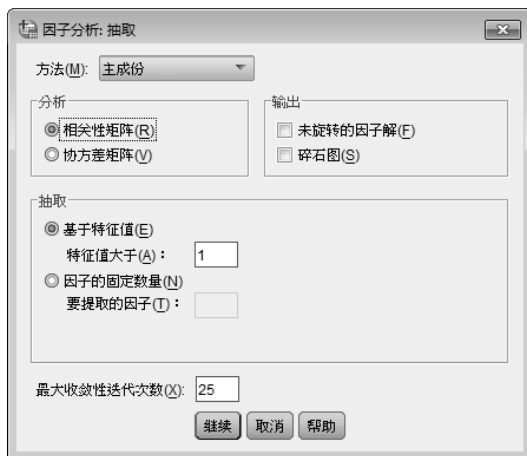 因子分析: 抽取
方法(M): 主成份
分析
相关性矩阵(R)
协方差矩阵(V)
输出
未旋转的因子解(F)
碎石图(S)
抽取
基于特征值(E)
特征值大于(A)： 1
因子的固定数量(N)
要提取的因子(T)：
最大收敛性迭代次数(X): 25
继续 取消 帮助